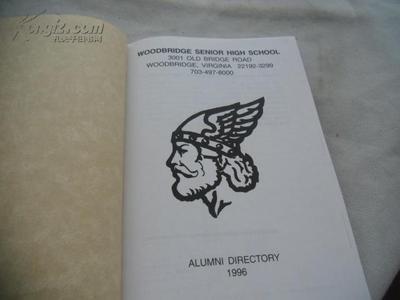 Kongfz.com
孔夫子旧书网
WOODBRIDGE SENIOR HIGH SCHOOL
3001 OLD BRIDGE ROAD
WOODBRIDGE, VIRGINIA 22192-3299
703-497-8000
ALUMNI DIRECTORY
1996